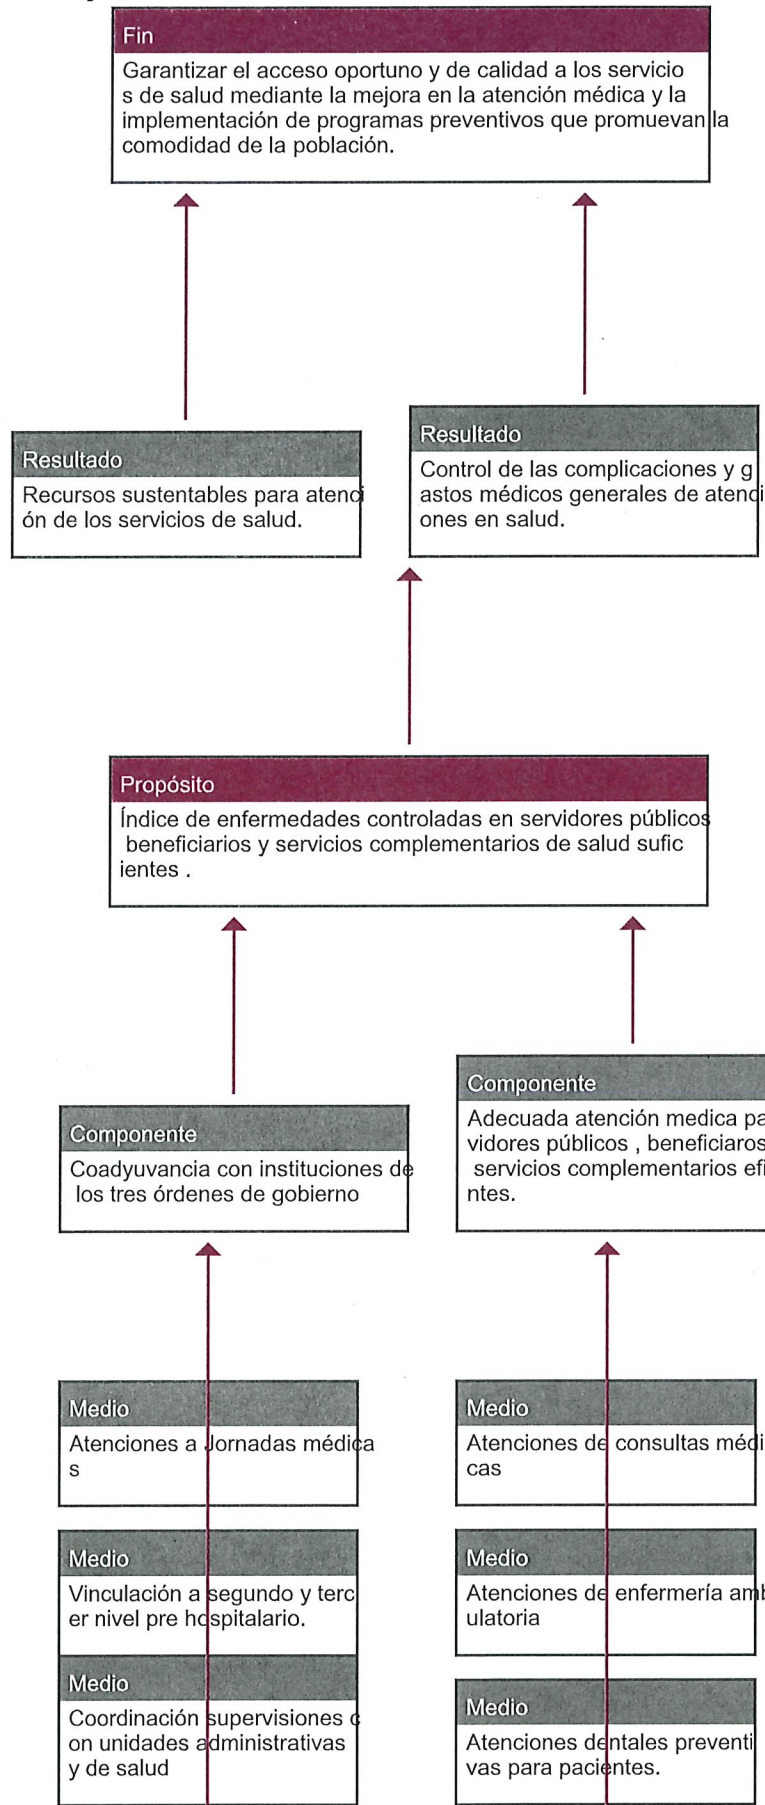 Fin
Garantizar el acceso oportuno y de calidad a los servicio
s de salud mediante la mejora en la atención médica y la
implementación de programas preventivos que promuevan la
comodidad de la población.
Resultado
Recursos sustentables para atenci
ón de los servicios de salud.
Resultado
Control de las complicaciones y g
astos médicos generales de atenci
ones en salud.
Propósito
Índice de enfermedades controladas en servidores públicos
beneficiarios y servicios complementarios de salud sufic
ientes .
Componente
Coadyuvancia con instituciones de
los tres órdenes de gobierno
Componente
Adecuada atención medica pa
vidores públicos , beneficiaros
servicios complementarios efi
ntes.
Medio
Atenciones a Jornadas médica
s
Medio
Vinculación a segundo y terc
er nivel pre hospitalario.
Medio
Coordinación supervisiones c
on unidades administrativas
y de salud
Medio
Atenciones de consultas médi
cas
Medio
Atenciones de enfermería amb
ulatoria
Medio
Atenciones dentales preventi
vas para pacientes.